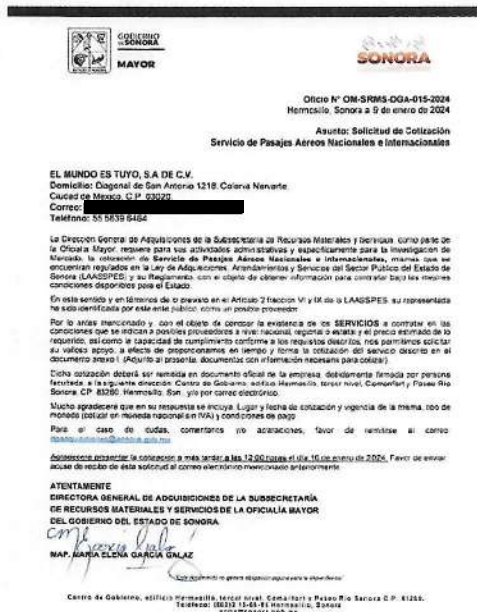 GOBIERNO
DE SONORA
MAYOR
SONORA
Oficio N° OM-SRMS-DGA-015-2024
Hermosillo, Sonora a 9 de enero de 2024
Asunto: Solicitud de Cotización
Servicio de Pasajes Aéreos Nacionales e Internacionales
EL MUNDO ES TUYO, S.A DE C.V.
Domicilio: Diagonal de San Antonio 1218, Colonia Narvarte
Ciudad de México, C.P. 03020
Correo:
Teléfono: 55 5639 6464
La Dirección General de Adquisiciones de la Subsecretaría de Recursos Materiales y Servicios, como parte de
la Oficialía Mayor, requiere para sus actividades administrativas y específicamente para la Investigación de
Mercado, la cotización de Servicio de Pasajes Aéreos Nacionales e Internacionales, mismos que se
encuentran regulados en la Ley de Adquisiciones, Arrendamientos y Servicios del Sector Público del Estado de
Sonora (LAASSPES) y su Reglamento, con el objeto de obtener información para contratar bajo las mejores
condiciones disponibles para el Estado.
En este sentido y en términos de lo previsto en el Artículo 2 fracción VI y IX de la LAASSPES, su representada
ha sido identificada por este ente público, como un posible proveedor.
Por lo antes mencionado y, con el objeto de conocer la existencia de los SERVICIOS a contratar en las
condiciones que se indican a posibles proveedores a nivel nacional, regional o estatal y el precio estimado de lo
requerido, así como la capacidad de cumplimiento conforme a los requisitos descritos, nos permitimos solicitar
su valioso apoyo, a efecto de proporcionarnos en tiempo y forma la cotización del servicio descrito en el
documento anexo I. (Adjunto al presente, documentos con información necesaria para cotizar)
Dicha cotización deberá ser remitida en documento oficial de la empresa, debidamente firmada por persona
facultada, a la siguiente dirección: Centro de Gobierno, edificio Hermosillo, tercer nivel, Comonfort y Paseo Río
Sonora, C.P. 83280, Hermosillo, Son., y/o por correo electrónico.
Mucho agradeceré que en su respuesta se incluya: Lugar y fecha de cotización y vigencia de la misma, tipo de
moneda (cotizar en moneda nacional sin IVA) y condiciones de pago
Para el caso de dudas, comentarios y/o aclaraciones, favor de remitirse al correo
Agradeceré presentar la cotización a más tardar a las 12:00 horas el día 16 de enero de 2024. Favor de enviar
acuse de recibo de ésta solicitud al correo electrónico mencionado anteriormente.
ATENTAMENTE
DIRECTORA GENERAL DE ADQUISICIONES DE LA SUBSECRETARÍA
DE RECURSOS MATERIALES Y SERVICIOS DE LA OFICIALÍA MAYOR
DEL GOBIERNO DEL ESTADO DE SONORA
MAP. MARÍA ELENA GARCÍA GALAZ
Este documento no genera obligación alguna para la dependencia
Centro de Gobierno, edificio Hermosillo, tercer nivel, Comonfort y Paseo Río Sonora C.P. 83280.
Hermosillo, Sonora